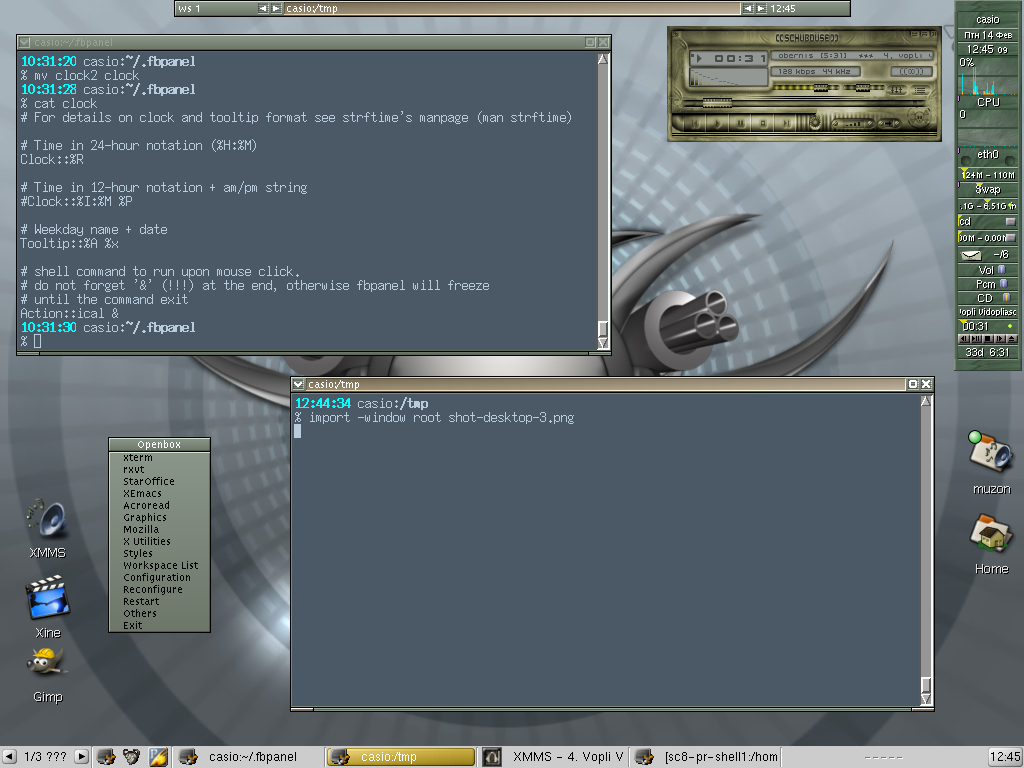 ws 1
casio:/tmp
12:45
casio:~/.fbpanel
10:31:20 casio:~/.fbpanel
% mv clock2 clock
10:31:28 casio:~/.fbpanel
% cat clock
# For details on clock and tooltip format see strftime's manpage (man strftime)
# Time in 24-hour notation (%H:%M)
Clock::%R
# Time in 12-hour notation + am/pm string
#Clock::%I:%M %P
# Weekday name + date
Tooltip::%A %x
# shell command to run upon mouse click.
# do not forget '&' (!!!) at the end, otherwise fbpanel will freeze
# until the command exit
Action::ical &
10:31:30 casio:~/.fbpanel
%
00:31
obernis (5:31) *** 4. Vopli V
128 kbps 44 kHz
casio
Птн 14 Фев
12:45 09
0%
CPU
0
eth0
124M - 110M
Swap
.1G - 6.51G
cd
00M - 0.00M
-/6
Vol
Pcm
CD
Vopli Vidopliasc
00:31
33d 6:31
casio:/tmp
12:44:34 casio:/tmp
% import -window root shot-desktop-3.png
Openbox
xterm
rxvt
StarOffice
XEmacs
Acroread
Graphics
Mozilla
X Utilities
Styles
Workspace List
Configuration
Reconfigure
Restart
Others
Exit
XMMS
Xine
Gimp
muzon
Home
1/3 ???
casio:~/.fbpanel
casio:/tmp
XMMS - 4. Vopli V
[sc6-pr-shell1:/hom
-----
12:45